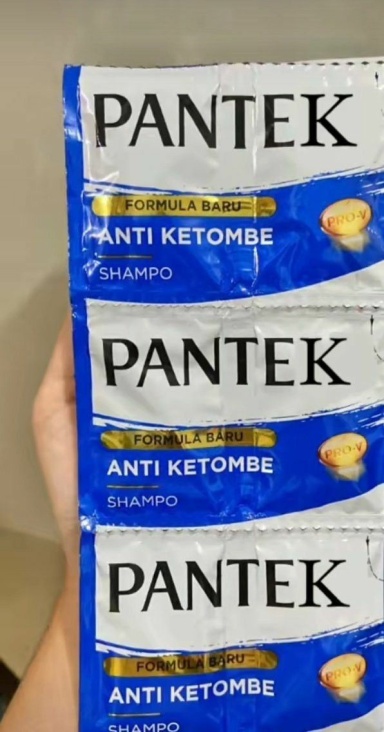 PANTEK
FORMULA BARU
PRO-V
ANTI KETOMBE
SHAMPO
PANTEK
FORMULA BARU
PRO-V
ANTI KETOMBE
SHAMPO
PANTEK
FORMULA BARU
PRO-V
ANTI KETOMBE
SHAMPO